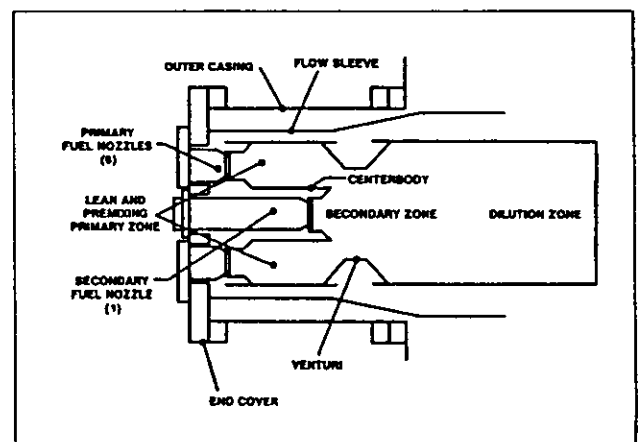 OUTER CASING
FLOW SLEEVE
PRIMARY
FUEL NOZZLES
(6)
CENTERBODY
LEAN AND
PREMIXING
PRIMARY ZONE
SECONDARY ZONE
DILUTION ZONE
SECONDARY
FUEL NOZZLE
(1)
VENTURI
END COVER